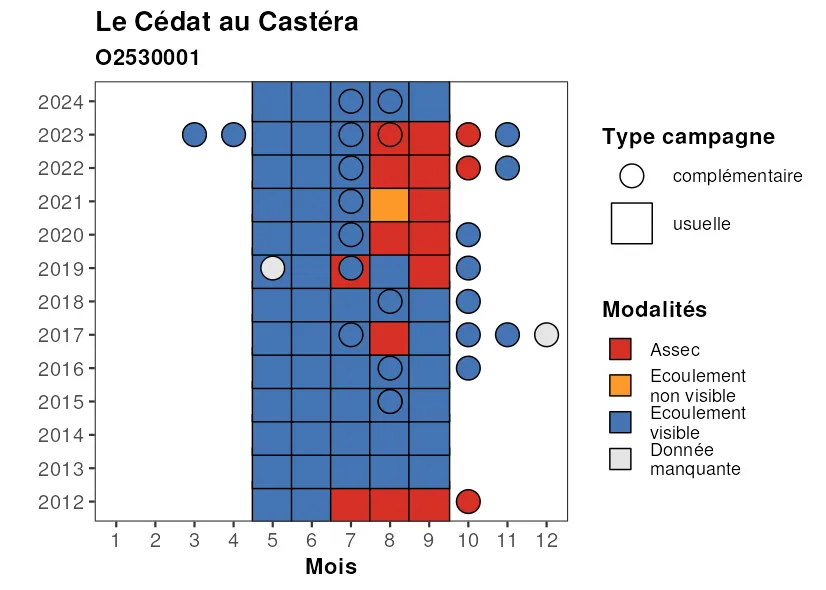 Le Cédat au Castéra
O2530001
2024
2023
2022
2021
2020
2019
2018
2017
2016
2015
2014
2013
2012
1 2 3 4 5 6 7 8 9 10 11 12
Mois
Type campagne
complémentaire
usuelle
Modalités
Assec
Ecoulement
non visible
Ecoulement
visible
Donnée
manquante